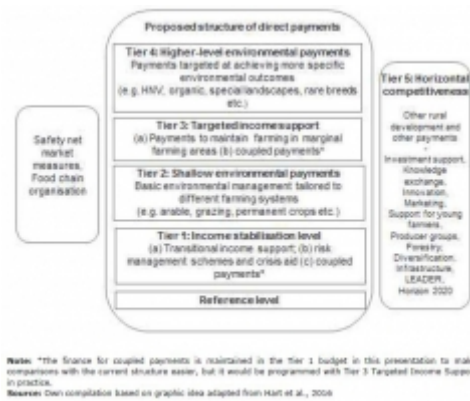 Proposed structure of direct payments
Tier 4: Higher-level environmental payments
Payments targeted at achieving more specific
environmental outcomes
(e.g. HNV, organic, special landscapes, rare breeds
etc.)
Tier 3: Targeted income support
(a) Payments to maintain farming in marginal
farming areas (b) coupled payments*
Tier 2: Shallow environmental payments
Basic environmental management tailored to
different farming systems
(e.g. arable, grazing, permanent crops etc.)
Tier 1: Income stabilisation level
(a) Transitional income support; (b) risk
management schemes and crisis aid (c) coupled
payments*
Reference level
Safety net
market
measures,
Food chain
organisation
Tier 5: Horizontal
competitiveness
Other rural
development and
other payments
-
Investment support,
Knowledge
exchange,
Innovation,
Marketing,
Support for young
farmers,
Producer groups,
Forestry,
Diversification,
Infrastructure,
LEADER,
Horizon 2020
Note: *The finance for coupled payments is maintained in the Tier 1 budget in this presentation to mak
comparisons with the current structure easier, but it would be programmed with Tier 3 Targeted Income Suppo
in practice.
Source: Own compilation based on graphic idea adapted from Hart et al., 2016